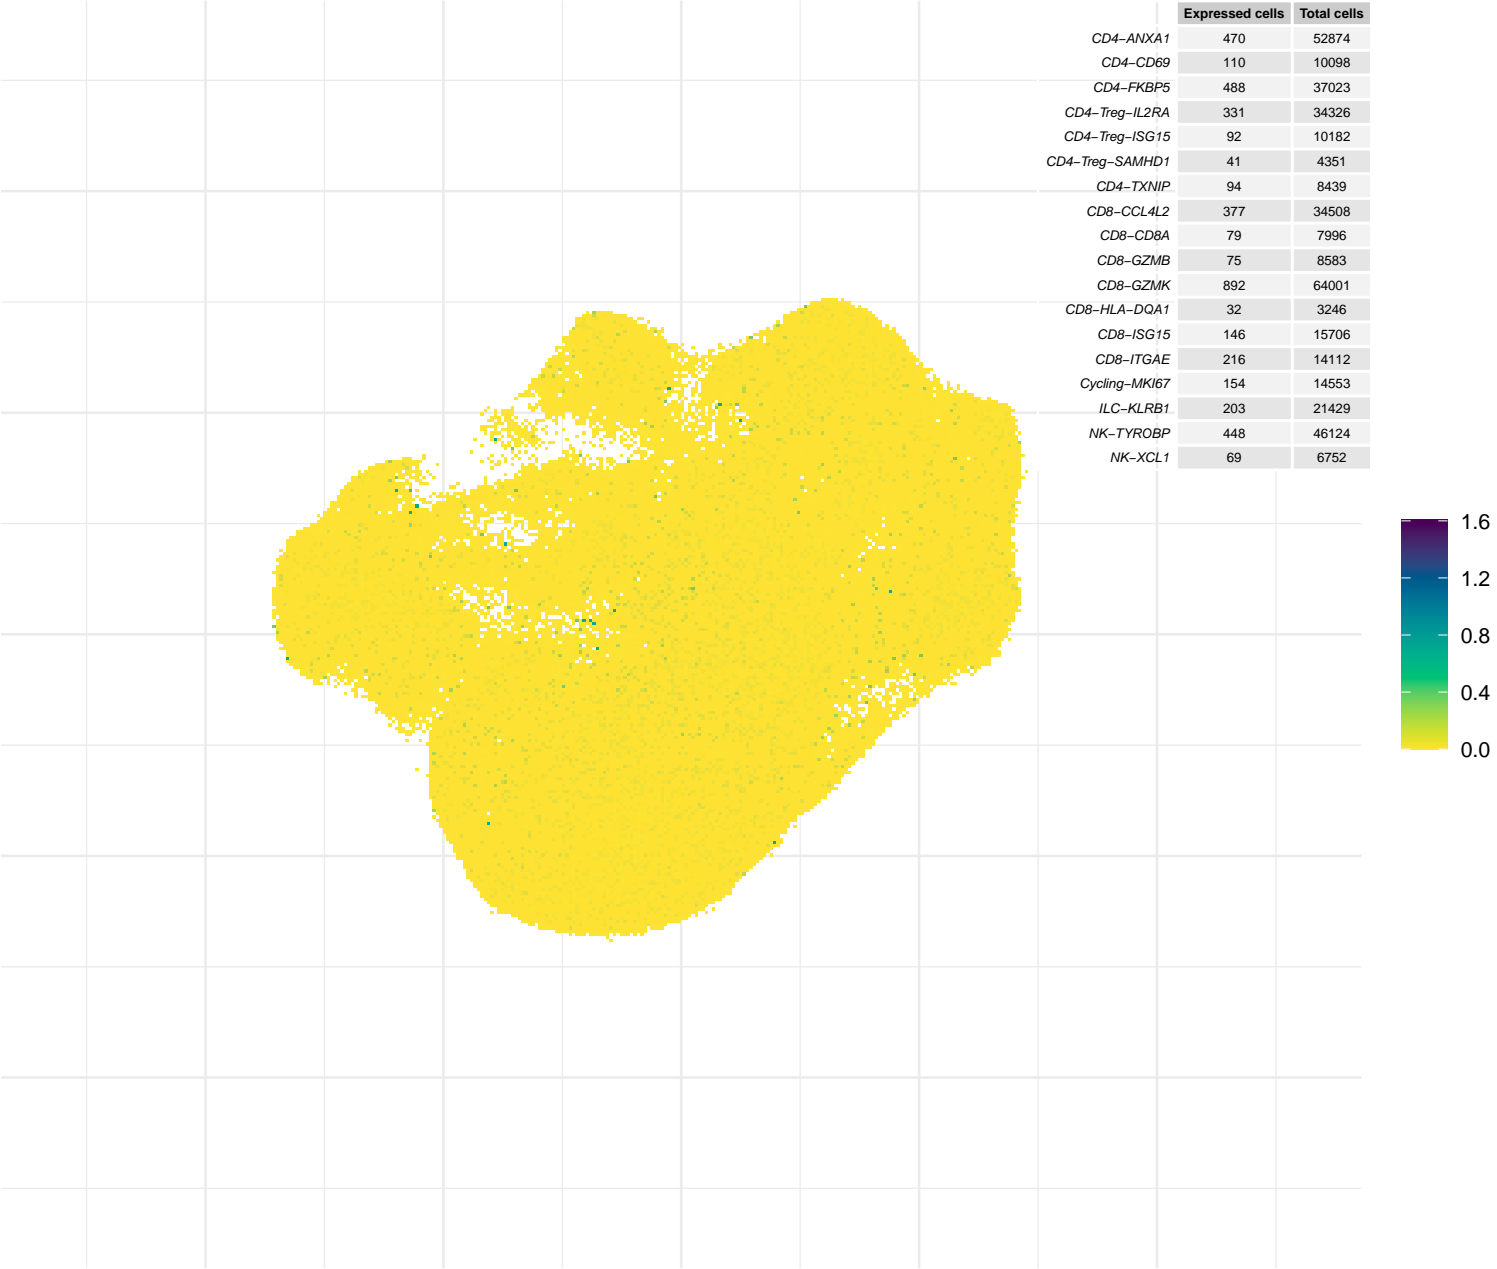 Expressed cells Total cells
CD4−ANXA1 470 52874
CD4−CD69 110 10098
CD4−FKBP5 488 37023
CD4−Treg−IL2RA 331 34326
CD4−Treg−ISG15 92 10182
CD4−Treg−SAMHD1 41 4351
CD4−TXNIP 94 8439
CD8−CCL4L2 377 34508
CD8−CD8A 79 7996
CD8−GZMB 75 8583
CD8−GZMK 892 64001
CD8−HLA−DQA1 32 3246
CD8−ISG15 146 15706
CD8−ITGAE 216 14112
Cycling−MKI67 154 14553
ILC−KLRB1 203 21429
NK−TYROBP 448 46124
NK−XCL1 69 6752
1.6
1.2
0.8
0.4
0.0